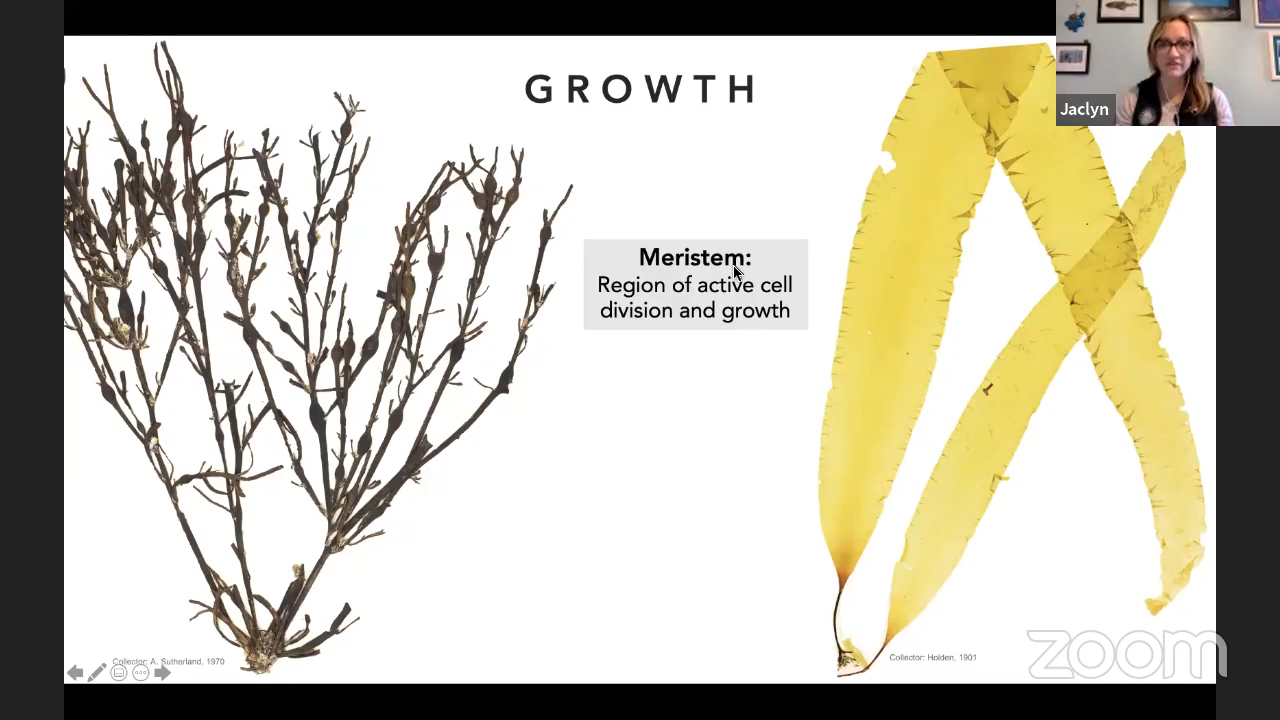 GROWTH
Jaclyn
Meristem:
Region of active cell
division and growth
Collector: A. Sutherland, 1970
Collector: Holden, 1901
zoom